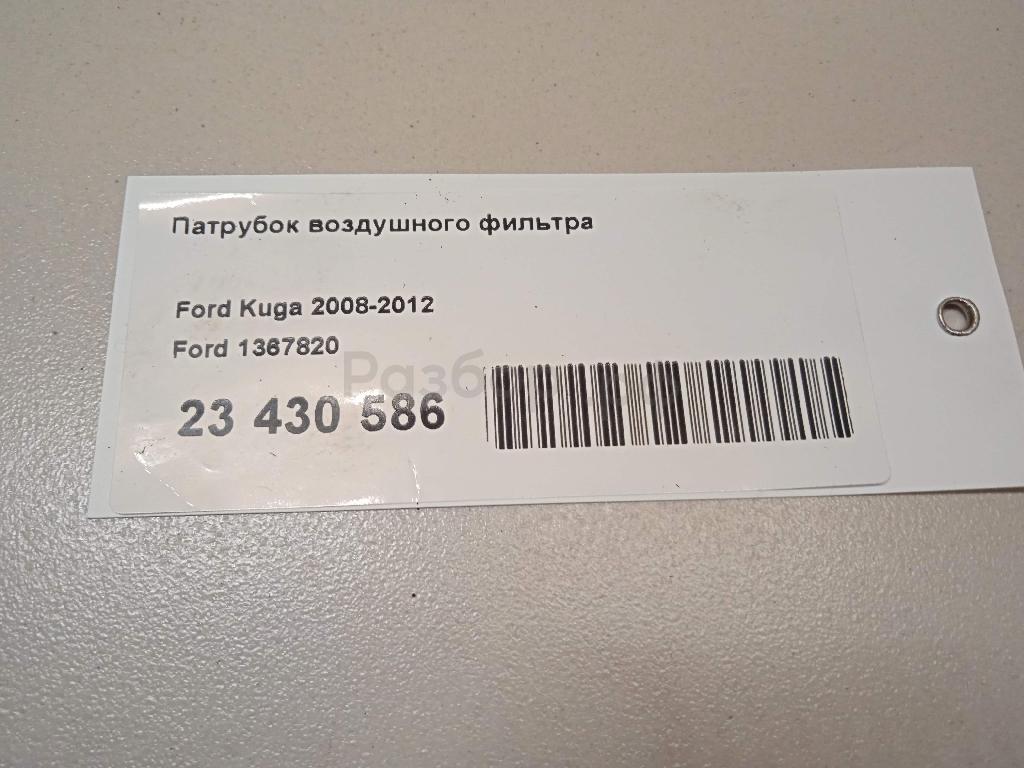 Патрубок воздушного фильтра
Ford Kuga 2008-2012
Ford 1367820
23 430 586